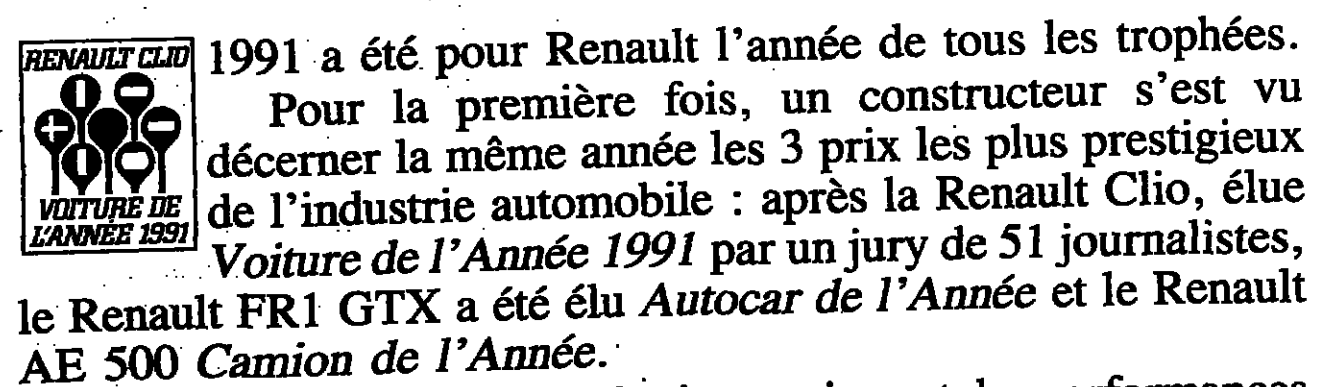 RENAULT CLIO
VOITURE DE
L'ANNÉE 1991
1991 a été pour Renault l'année de tous les trophées.
Pour la première fois, un constructeur s'est vu
décerner la même année les 3 prix les plus prestigieux
de l'industrie automobile : après la Renault Clio, élue
Voiture de l'Année 1991 par un jury de 51 journalistes,
le Renault FR1 GTX a été élu Autocar de l'Année et le Renault
AE 500 Camion de l'Année.